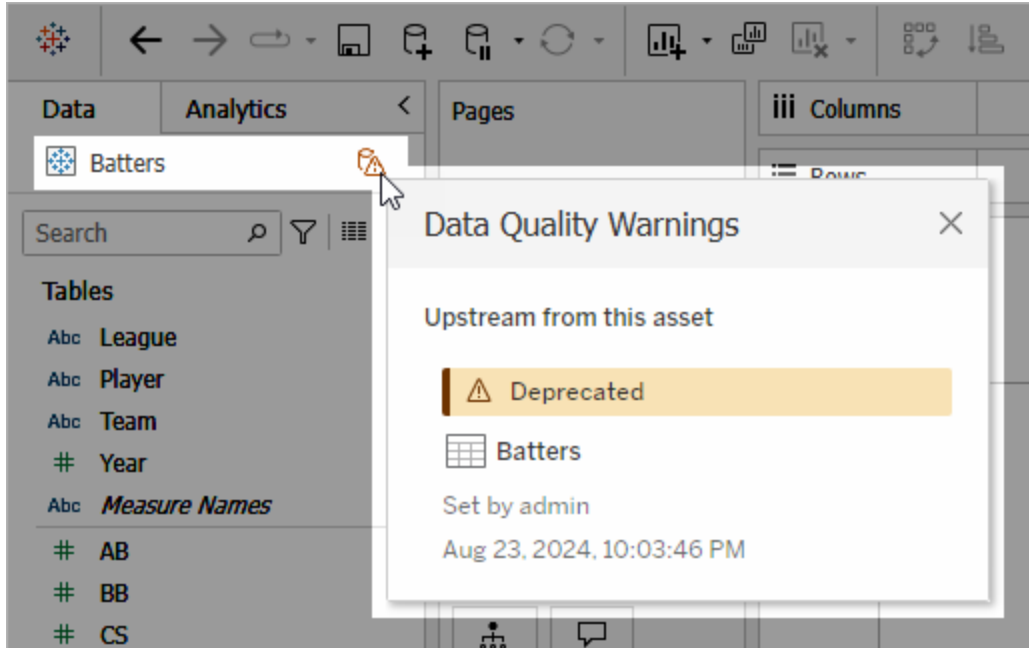 Data
Analytics
Pages
Columns
Batters
Rows
Search
Data Quality Warnings
Tables
Upstream from this asset
Abc League
Abc Player
Deprecated
Abc Team
Batters
# Year
Abc Measure Names
Set by admin
# AB
Aug 23, 2024, 10:03:46 PM
# BB
# CS